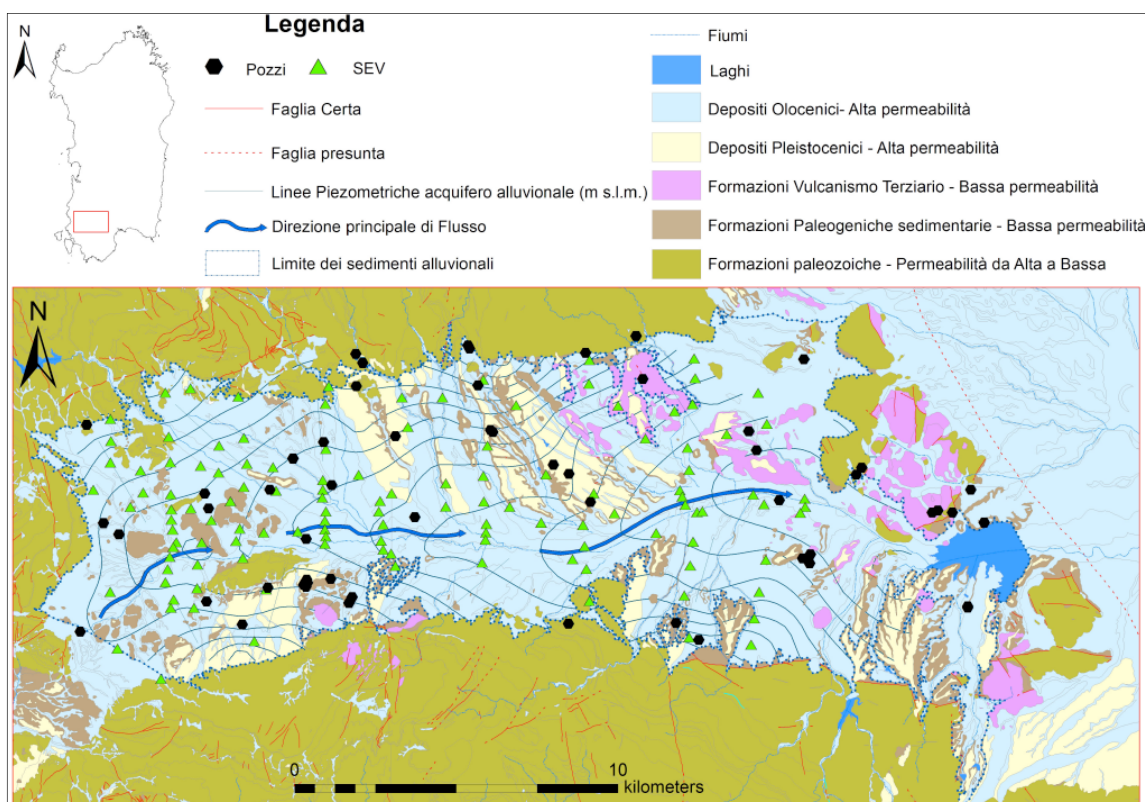 N
Legenda
Pozzi
SEV
Faglia Certa
Faglia presunta
Linee Piezometriche acquifero alluvionale (m s.l.m.)
Direzione principale di Flusso
Limite dei sedimenti alluvionali
Fiumi
Laghi
Depositi Olocenici- Alta permeabilità
Depositi Pleistocenici - Alta permeabilità
Formazioni Vulcanismo Terziario - Bassa permeabilità
Formazioni Paleogeniche sedimentarie - Bassa permeabilità
Formazioni paleozoiche - Permeabilità da Alta a Bassa
N
0 10
kilometers